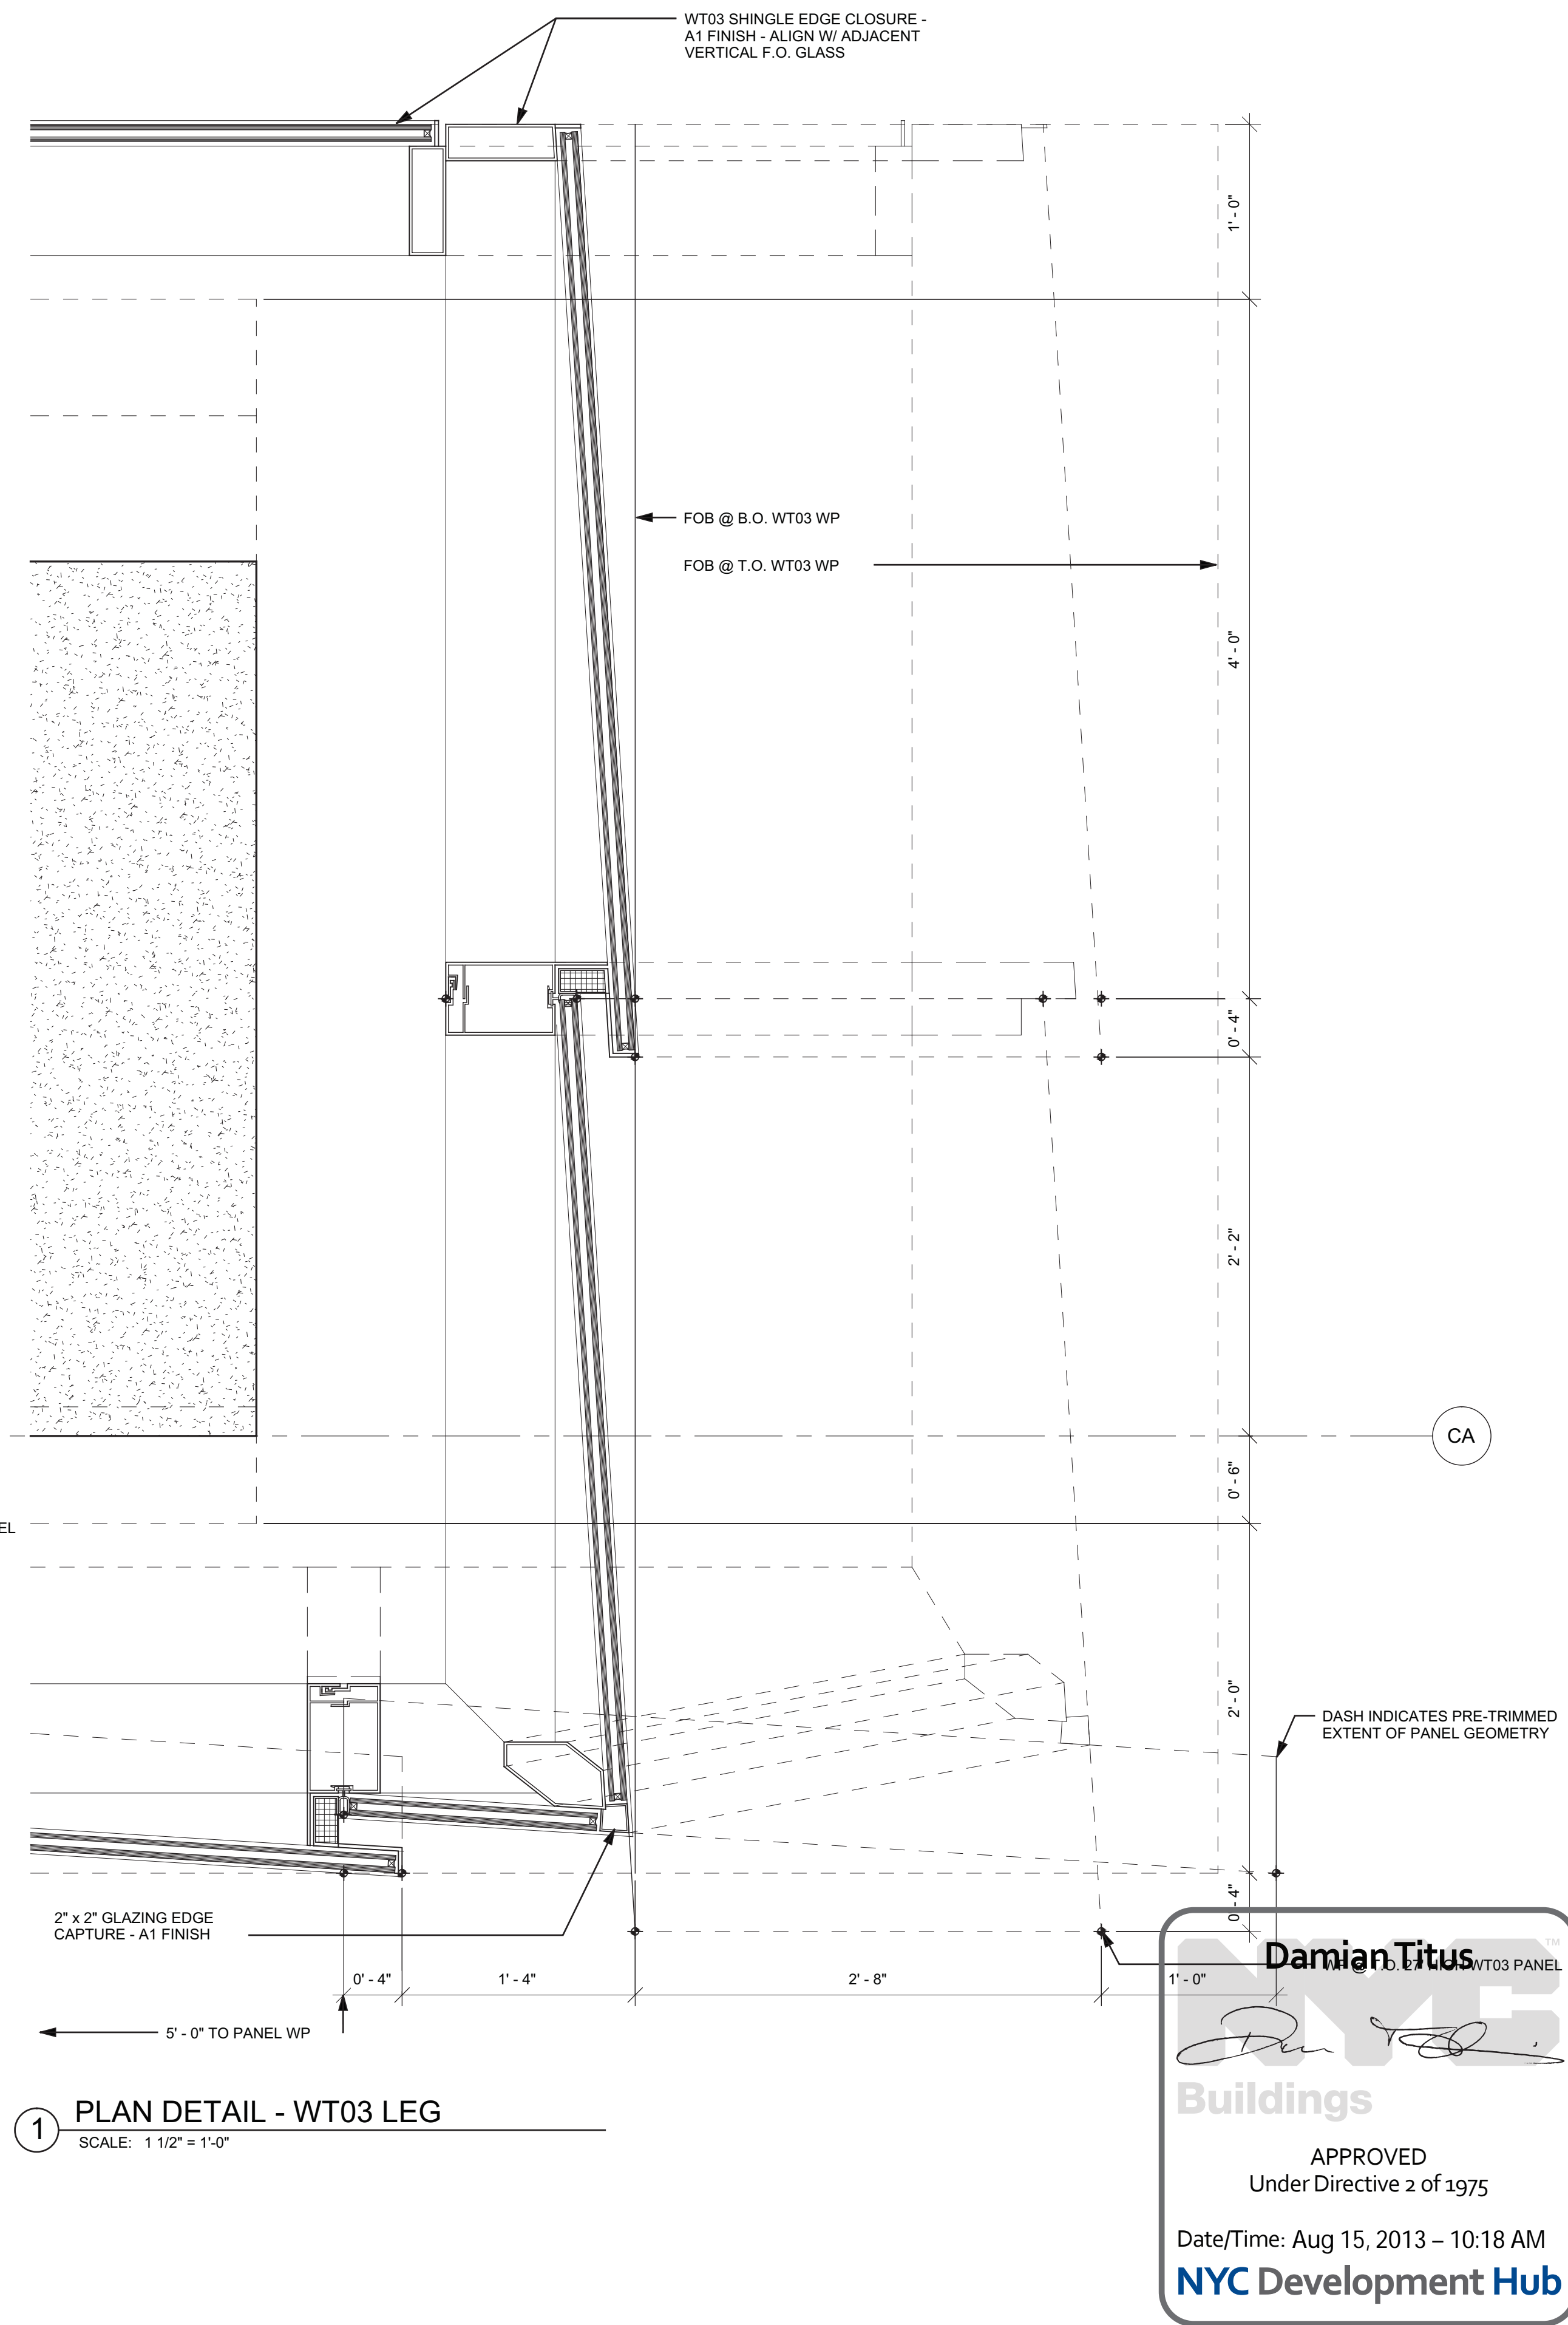 WT03 SHINGLE EDGE CLOSURE -
A1 FINISH - ALIGN W/ ADJACENT
VERTICAL F.O. GLASS
1' - 0"
FOB @ B.O. WT03 WP
FOB @ T.O. WT03 WP
4' - 0"
0' - 4"
2' - 2"
CA
0' - 6"
EL
2' - 0"
DASH INDICATES PRE-TRIMMED
EXTENT OF PANEL GEOMETRY
0' - 4"
2" x 2" GLAZING EDGE
CAPTURE - A1 FINISH
WP @ T.O. 27' HIGH WT03 PANEL
0' - 4"
1' - 4"
2' - 8"
1' - 0"
5' - 0" TO PANEL WP
1
PLAN DETAIL - WT03 LEG
SCALE: 1 1/2" = 1'-0"
Damian Titus
NYC™
Buildings
APPROVED
Under Directive 2 of 1975
Date/Time: Aug 15, 2013 – 10:18 AM
NYC Development Hub